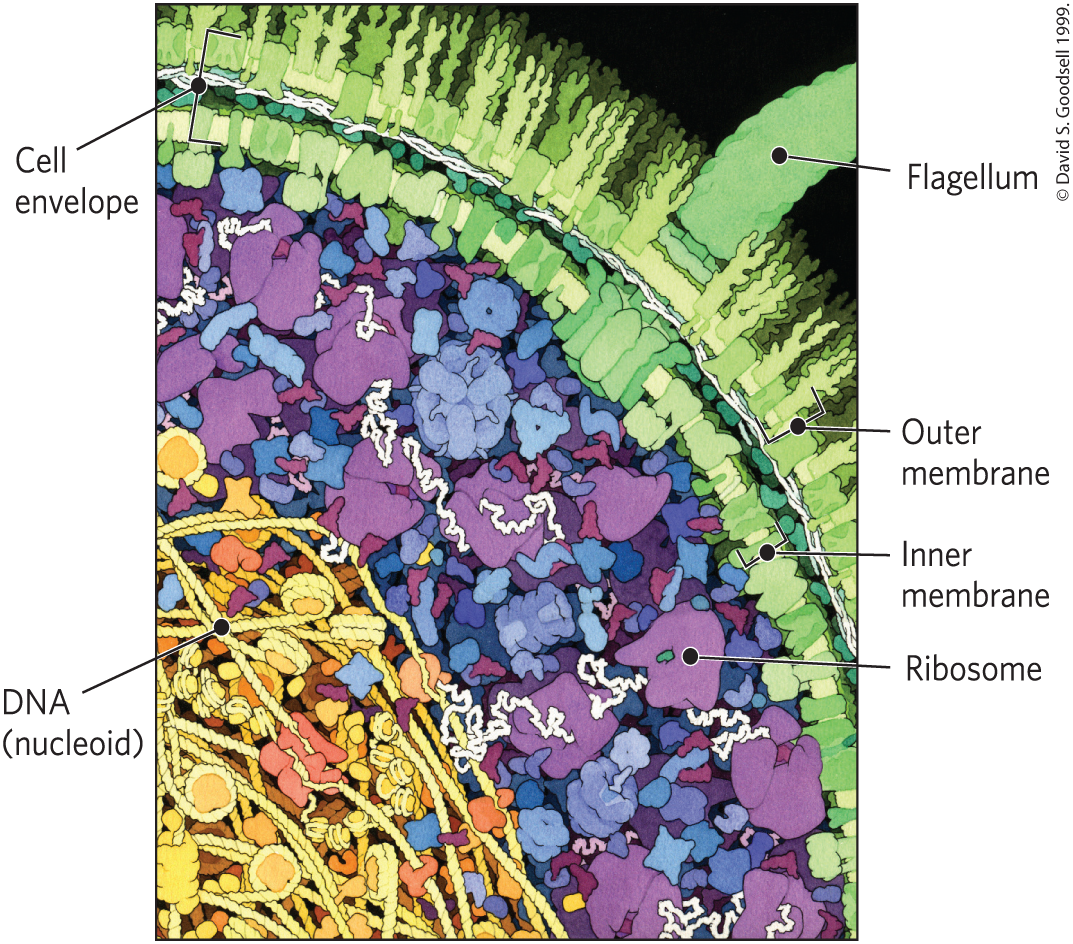 © David S. Goodsell 1999.
Cell
envelope
Flagellum
Outer
membrane
Inner
membrane
Ribosome
DNA
(nucleoid)